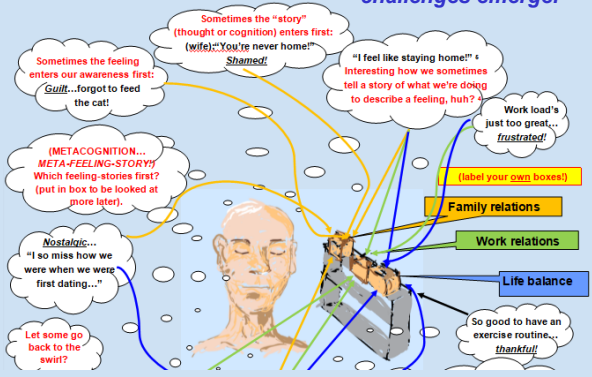 challenges emerge!
Sometimes the "story"
(thought or cognition) enters first:
(wife):"You're never home!"
Shamed!
Sometimes the feeling
enters our awareness first:
Guilt...forgot to feed
the cat!
"I feel like staying home!" 5
Interesting how we sometimes
tell a story of what we're doing
to describe a feeling, huh? 4
Work load's
just too great...
frustrated!
(METACOGNITION...
META-FEELING-STORY!)
Which feeling-stories first?
(put in box to be looked at
more later).
(label your own boxes!)
Family relations
Work relations
Life balance
Nostalgic...
"I so miss how we
were when we were
first dating..."
So good to have an
exercise routine...
thankful!
Let some go
back to the
swirl?